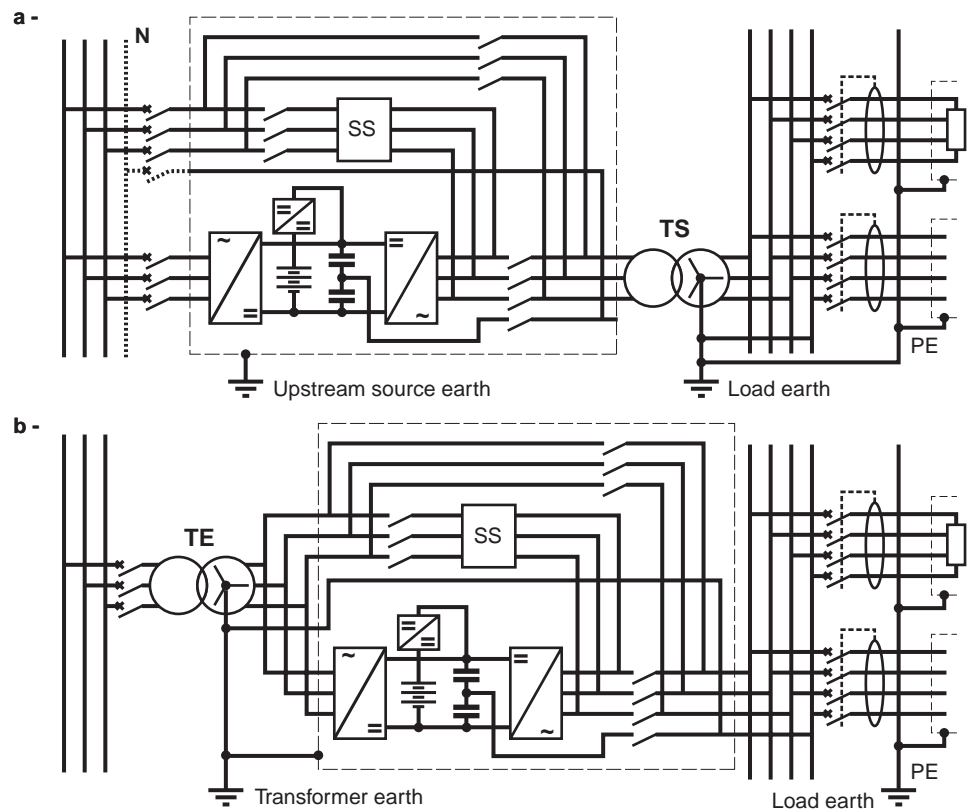 a -
N
SS
TS
PE
Upstream source earth
Load earth
b -
TE
SS
PE
Transformer earth
Load earth